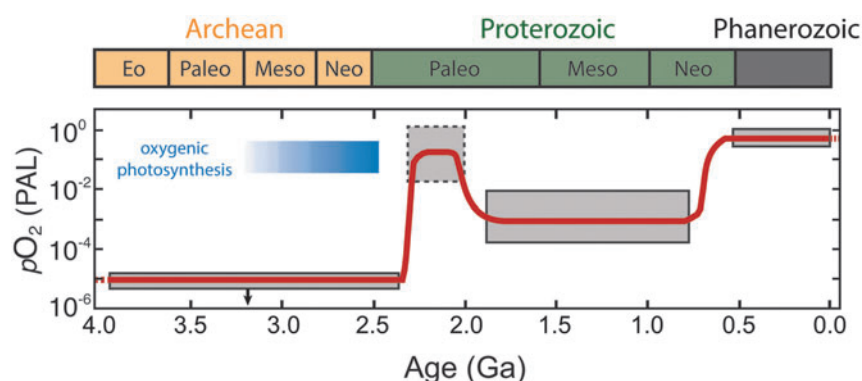 Archean Proterozoic Phanerozoic
Eo Paleo Meso Neo Paleo Meso Neo
oxygenic
photosynthesis
pO₂ (PAL)
10⁰
10⁻²
10⁻⁴
10⁻⁶
4.0 3.5 3.0 2.5 2.0 1.5 1.0 0.5 0.0
Age (Ga)